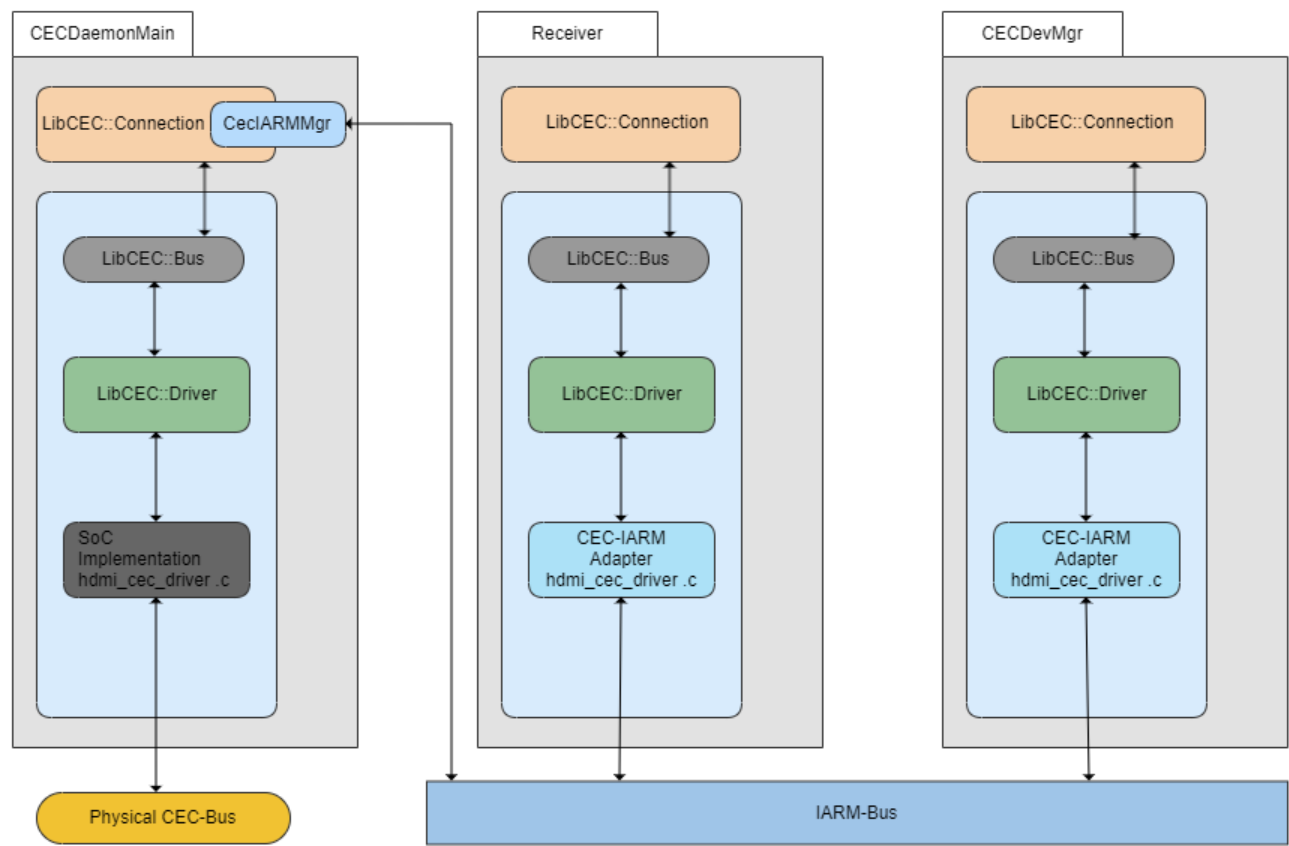 CECDaemonMain
LibCEC::Connection
CecIARMMgr
LibCEC::Bus
LibCEC::Driver
SoC
Implementation
hdmi_cec_driver .c
Physical CEC-Bus
Receiver
LibCEC::Connection
LibCEC::Bus
LibCEC::Driver
CEC-IARM
Adapter
hdmi_cec_driver .c
CECDevMgr
LibCEC::Connection
LibCEC::Bus
LibCEC::Driver
CEC-IARM
Adapter
hdmi_cec_driver .c
IARM-Bus